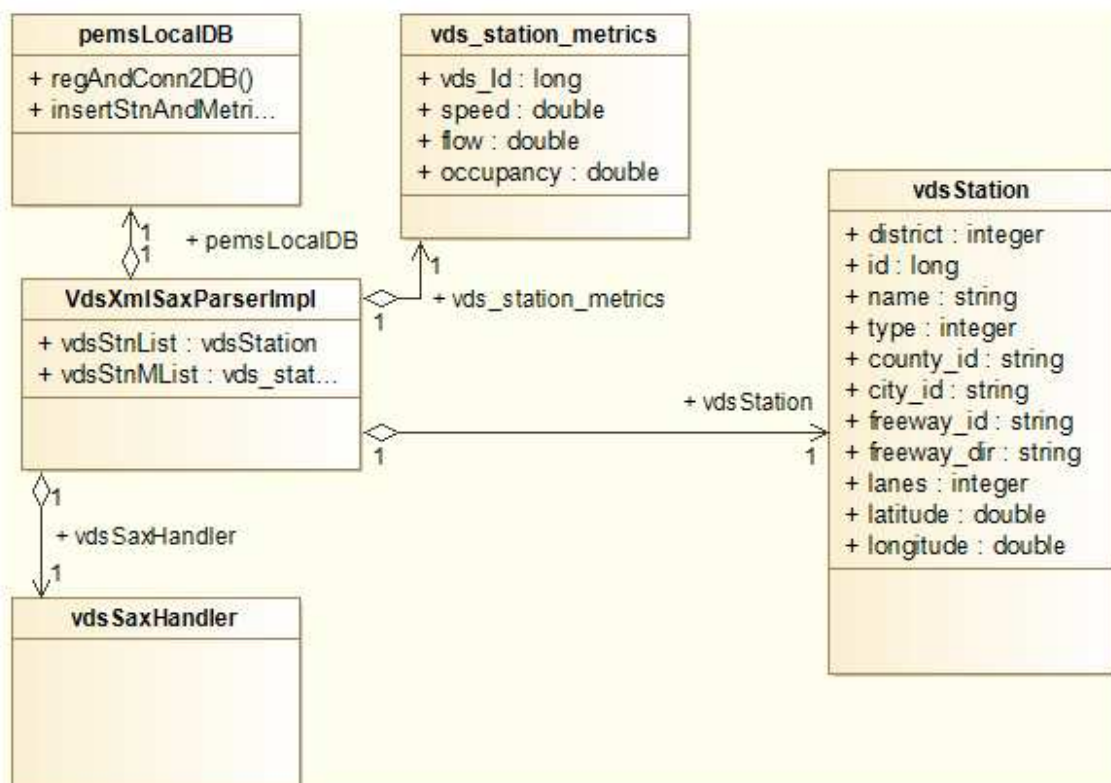 pemsLocalDB
+ regAndConn2DB()
+ insertStnAndMetri...
vds_station_metrics
+ vds_Id : long
+ speed : double
+ flow : double
+ occupancy : double
vdsStation
+ district : integer
+ id : long
+ name : string
+ type : integer
+ county_id : string
+ city_id : string
+ freeway_id : string
+ freeway_dir : string
+ lanes : integer
+ latitude : double
+ longitude : double
1
1
+ pemsLocalDB
VdsXmlSaxParserImpl
+ vdsStnList : vdsStation
+ vdsStnMList : vds_stat...
1
1
+ vds_station_metrics
+ vdsStation
1
1
1
+ vdsSaxHandler
1
vdsSaxHandler